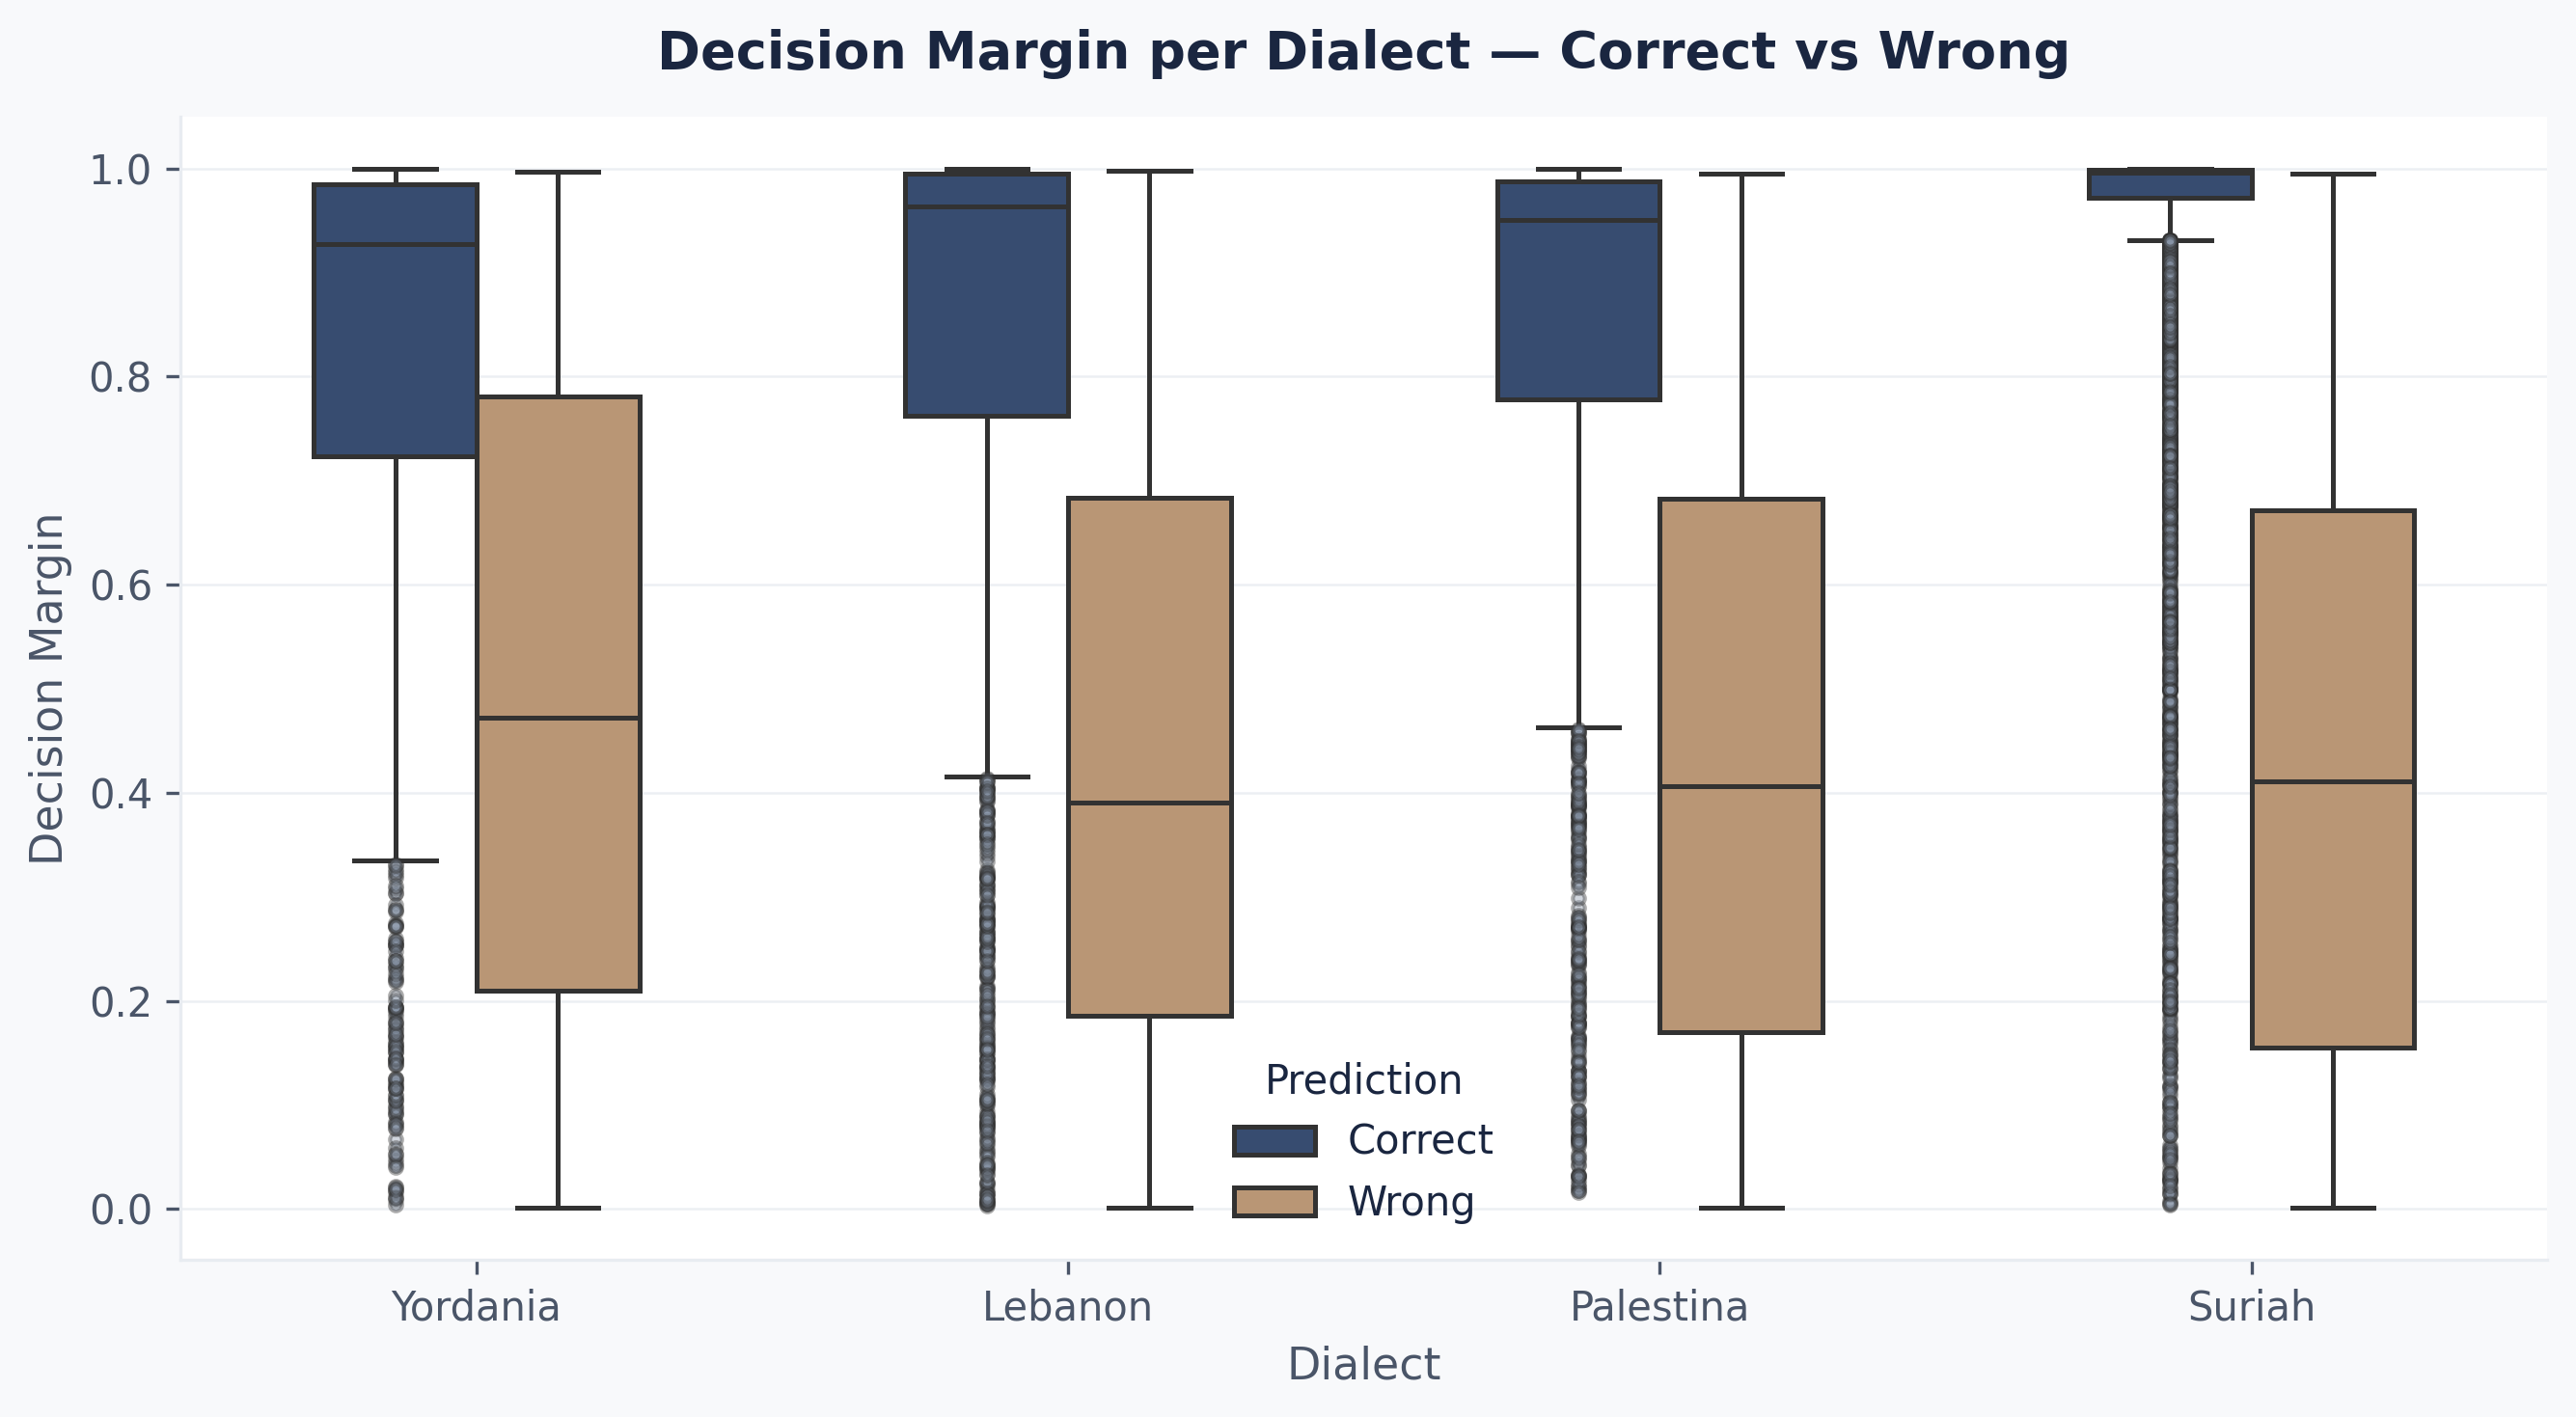 Decision Margin per Dialect — Correct vs Wrong
Decision Margin
1.0
0.8
0.6
0.4
0.2
0.0
Prediction
Correct
Wrong
Yordania
Lebanon
Palestina
Suriah
Dialect